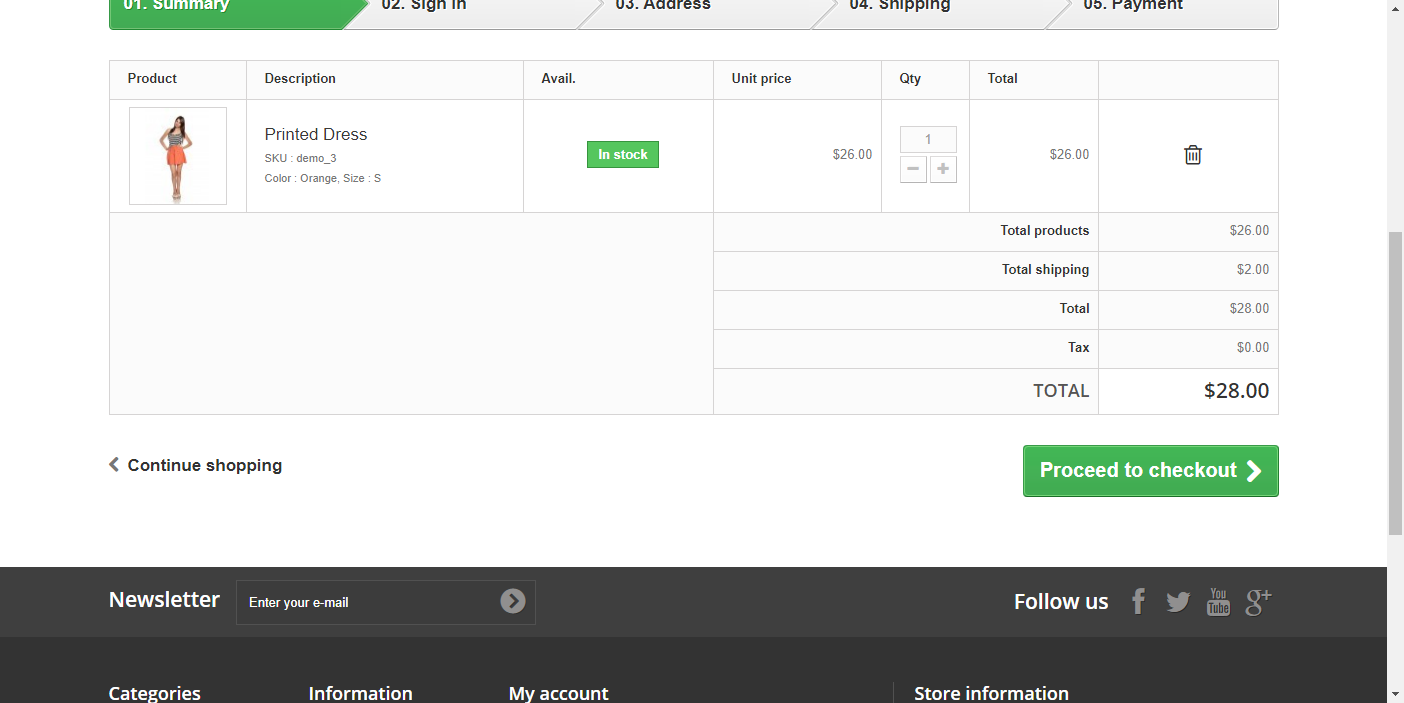 01. Summary
02. Sign in
03. Address
04. Shipping
05. Payment
Product
Description
Avail.
Unit price
Qty
Total
Printed Dress
SKU : demo_3
Color : Orange, Size : S
In stock
$26.00
1
$26.00
Total products
$26.00
Total shipping
$2.00
Total
$28.00
Tax
$0.00
TOTAL
$28.00
Continue shopping
Proceed to checkout
Newsletter
Enter your e-mail
Follow us
You
Tube
g+
Categories
Information
My account
Store information